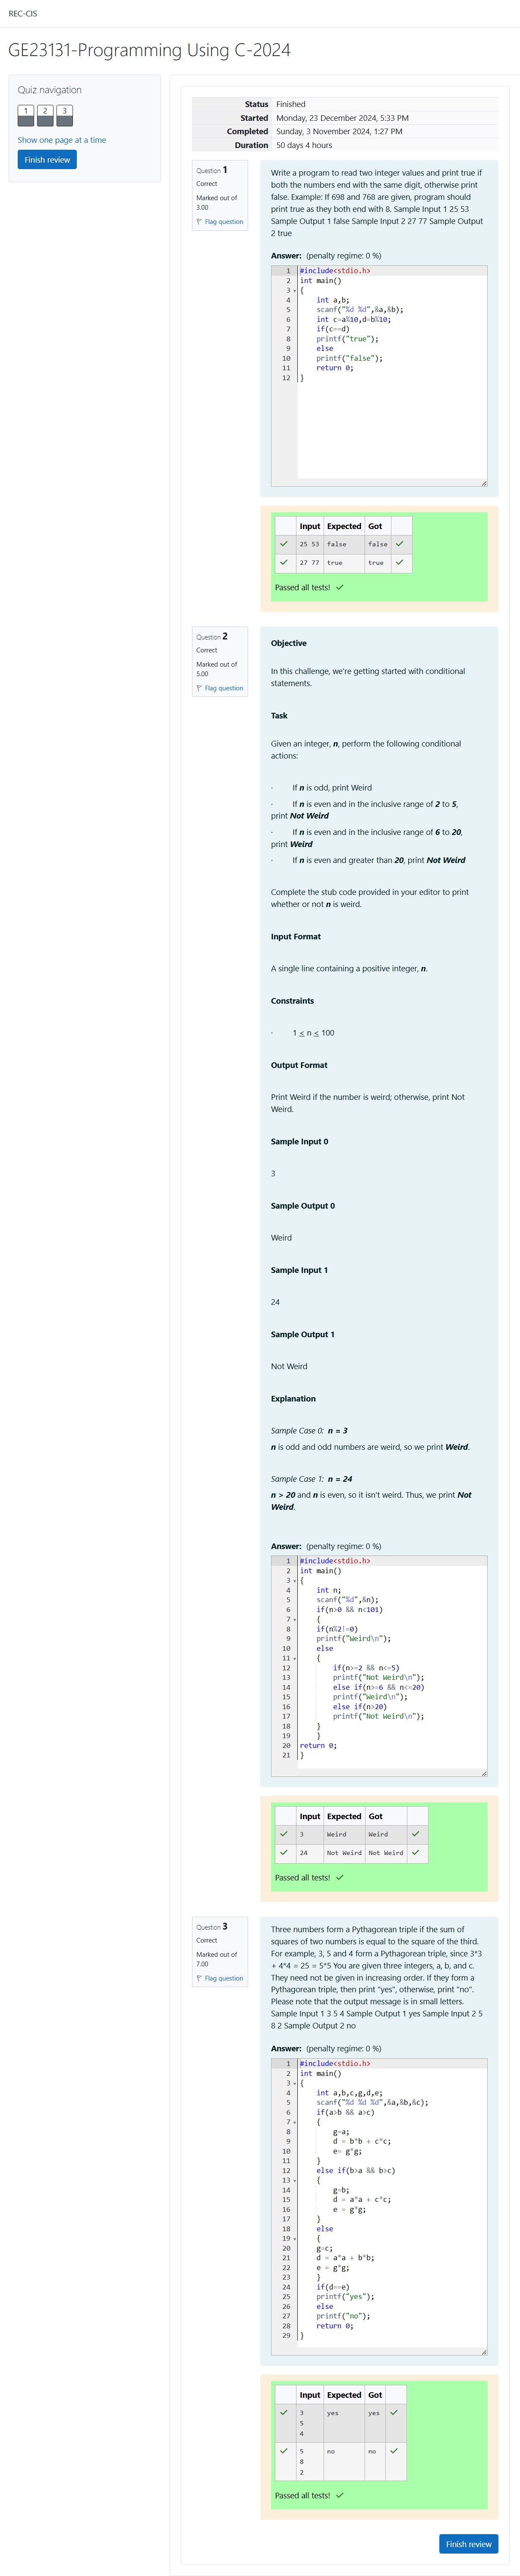 REC-CIS
GE23131-Programming Using C-2024
Quiz navigation
1 2 3
Show one page at a time
Finish review
Status Finished
Started Monday, 23 December 2024, 5:33 PM
Completed Sunday, 3 November 2024, 1:27 PM
Duration 50 days 4 hours
Question 1
Correct
Marked out of
3.00
Flag question
Write a program to read two integer values and print true if
both the numbers end with the same digit, otherwise print
false. Example: If 698 and 768 are given, program should
print true as they both end with 8. Sample Input 1 25 53
Sample Output 1 false Sample Input 2 27 77 Sample Output
2 true
Answer: (penalty regime: 0 %)
1 #include<stdio.h>
2 int main()
3 {
4 int a,b;
5 scanf("%d %d",&a,&b);
6 int c=a%10,d=b%10;
7 if(c==d)
8 printf("true");
9 else
10 printf("false");
11 return 0;
12 }
Input Expected Got
25 53 false false
27 77 true true
Passed all tests!
Question 2
Correct
Marked out of
5.00
Flag question
Objective
In this challenge, we're getting started with conditional
statements.
Task
Given an integer, n, perform the following conditional
actions:
· If n is odd, print Weird
· If n is even and in the inclusive range of 2 to 5,
print Not Weird
· If n is even and in the inclusive range of 6 to 20,
print Weird
· If n is even and greater than 20, print Not Weird
Complete the stub code provided in your editor to print
whether or not n is weird.
Input Format
A single line containing a positive integer, n.
Constraints
· 1 ≤ n ≤ 100
Output Format
Print Weird if the number is weird; otherwise, print Not
Weird.
Sample Input 0
3
Sample Output 0
Weird
Sample Input 1
24
Sample Output 1
Not Weird
Explanation
Sample Case 0: n = 3
n is odd and odd numbers are weird, so we print Weird.
Sample Case 1: n = 24
n > 20 and n is even, so it isn't weird. Thus, we print Not
Weird.
Answer: (penalty regime: 0 %)
1 #include<stdio.h>
2 int main()
3 {
4 int n;
5 scanf("%d",&n);
6 if(n>0 && n<101)
7 {
8 if(n%2!=0)
9 printf("Weird\n");
10 else
11 {
12 if(n>=2 && n<=5)
13 printf("Not Weird\n");
14 else if(n>=6 && n<=20)
15 printf("Weird\n");
16 else if(n>20)
17 printf("Not Weird\n");
18 }
19 }
20 return 0;
21 }
Input Expected Got
3 Weird Weird
24 Not Weird Not Weird
Passed all tests!
Question 3
Correct
Marked out of
7.00
Flag question
Three numbers form a Pythagorean triple if the sum of
squares of two numbers is equal to the square of the third.
For example, 3, 5 and 4 form a Pythagorean triple, since 3*3
+ 4*4 = 25 = 5*5 You are given three integers, a, b, and c.
They need not be given in increasing order. If they form a
Pythagorean triple, then print "yes", otherwise, print "no".
Please note that the output message is in small letters.
Sample Input 1 3 5 4 Sample Output 1 yes Sample Input 2 5
8 2 Sample Output 2 no
Answer: (penalty regime: 0 %)
1 #include<stdio.h>
2 int main()
3 {
4 int a,b,c,g,d,e;
5 scanf("%d %d %d",&a,&b,&c);
6 if(a>b && a>c)
7 {
8 g=a;
9 d = b*b + c*c;
10 e= g*g;
11 }
12 else if(b>a && b>c)
13 {
14 g=b;
15 d = a*a + c*c;
16 e = g*g;
17 }
18 else
19 {
20 g=c;
21 d = a*a + b*b;
22 e = g*g;
23 }
24 if(d==e)
25 printf("yes");
26 else
27 printf("no");
28 return 0;
29 }
Input Expected Got
3 yes yes
5
4
5 no no
8
2
Passed all tests!
Finish review